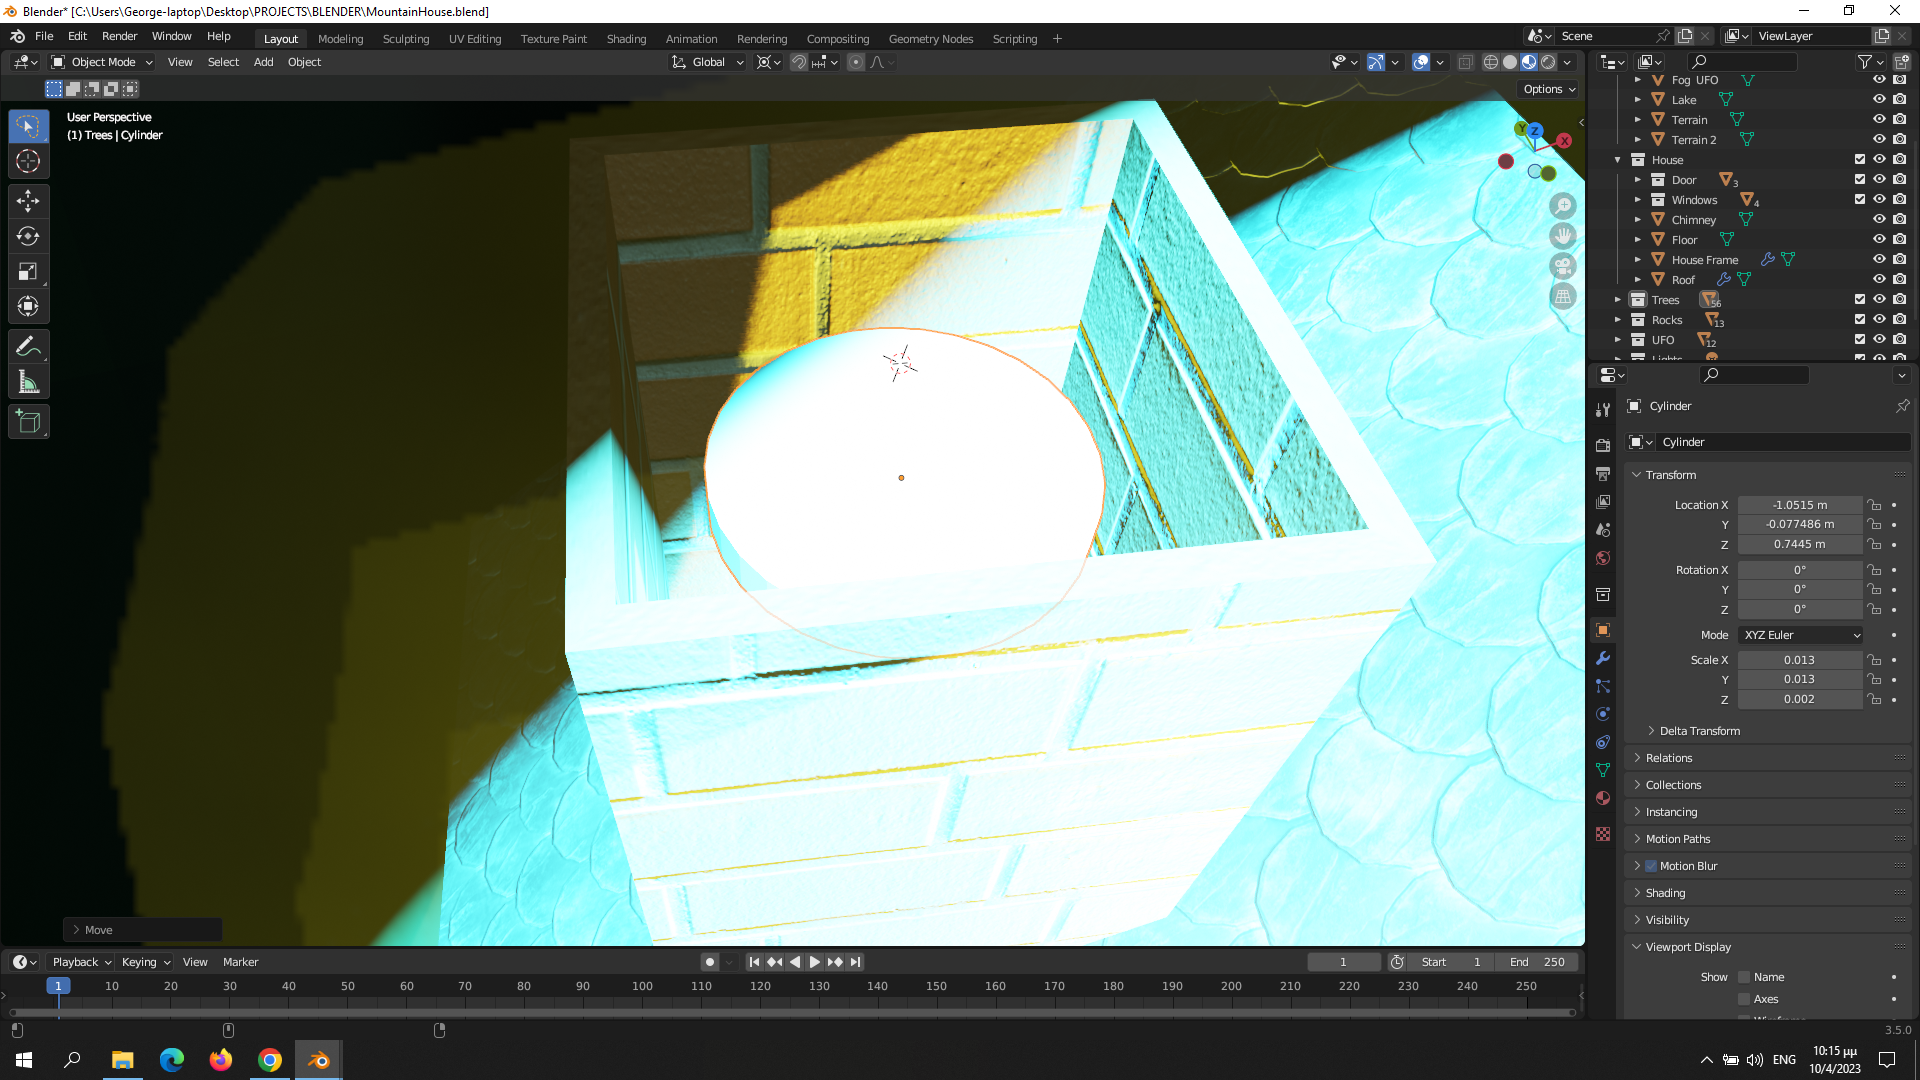 Blender* [C:\Users\George-laptop\Desktop\PROJECTS\BLENDER\MountainHouse.blend]
File Edit Render Window Help Layout Modeling Sculpting UV Editing Texture Paint Shading Animation Rendering Compositing Geometry Nodes Scripting + Scene ViewLayer
Object Mode View Select Add Object Global
Options
User Perspective
(1) Trees | Cylinder
Y Z X
Fog UFO
Lake
Terrain
Terrain 2
House
Door 3
Windows 4
Chimney
Floor
House Frame
Roof
Trees 56
Rocks 13
UFO 12
Lights
Cylinder
Cylinder
Transform
Location X -1.0515 m
Y -0.077486 m
Z 0.7445 m
Rotation X 0°
Y 0°
Z 0°
Mode XYZ Euler
Scale X 0.013
Y 0.013
Z 0.002
Delta Transform
Relations
Collections
Instancing
Motion Paths
Motion Blur
Shading
Visibility
Viewport Display
Show Name
Axes
Wireframe
Move
Playback Keying View Marker 1 Start 1 End 250
1 10 20 30 40 50 60 70 80 90 100 110 120 130 140 150 160 170 180 190 200 210 220 230 240 250
3.5.0
ENG
10:15 μμ
10/4/2023